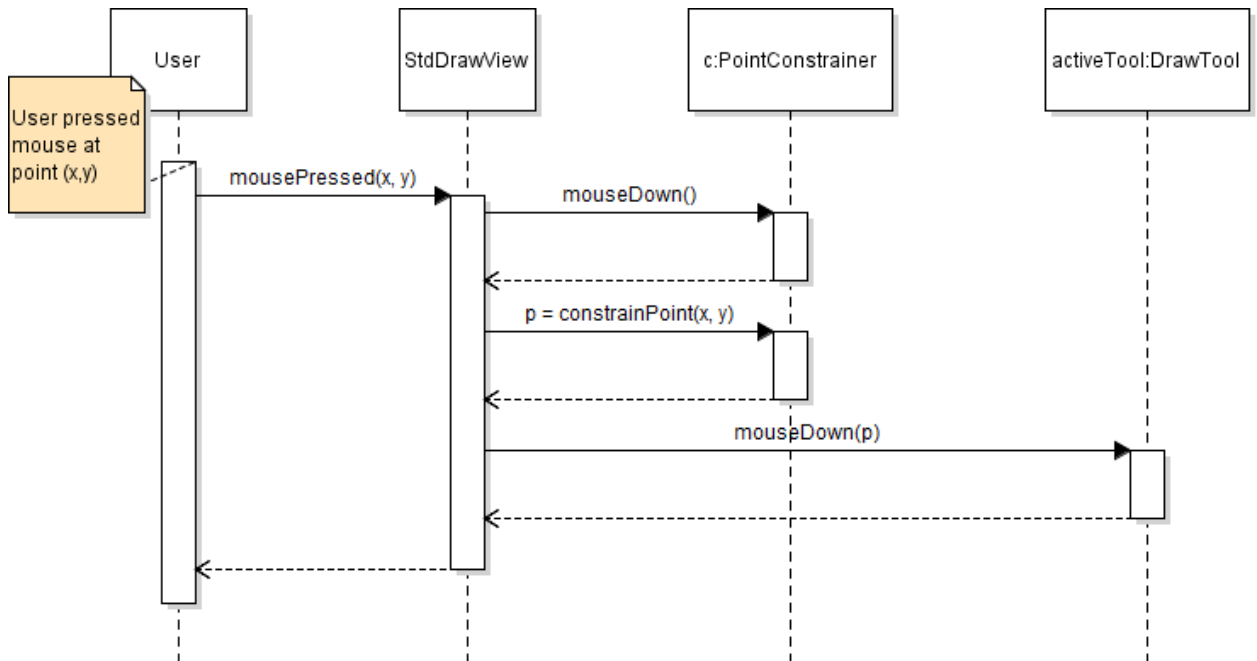 User
StdDrawView
c:PointConstrainer
activeTool:DrawTool
User pressed
mouse at
point (x,y)
mousePressed(x, y)
mouseDown()
p = constrainPoint(x, y)
mouseDown(p)